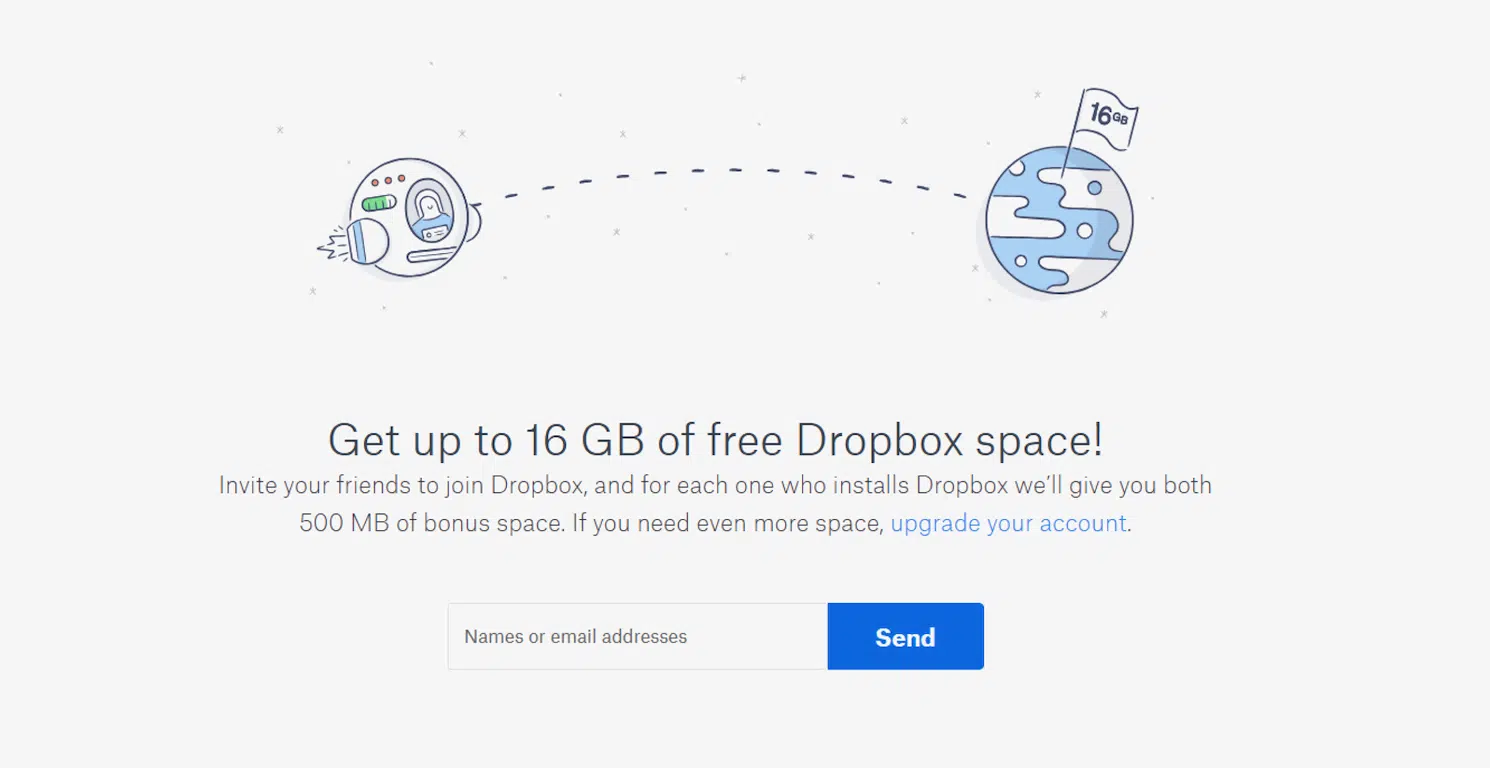 16GB
Get up to 16 GB of free Dropbox space!
Invite your friends to join Dropbox, and for each one who installs Dropbox we’ll give you both
500 MB of bonus space. If you need even more space, upgrade your account.
Names or email addresses
Send